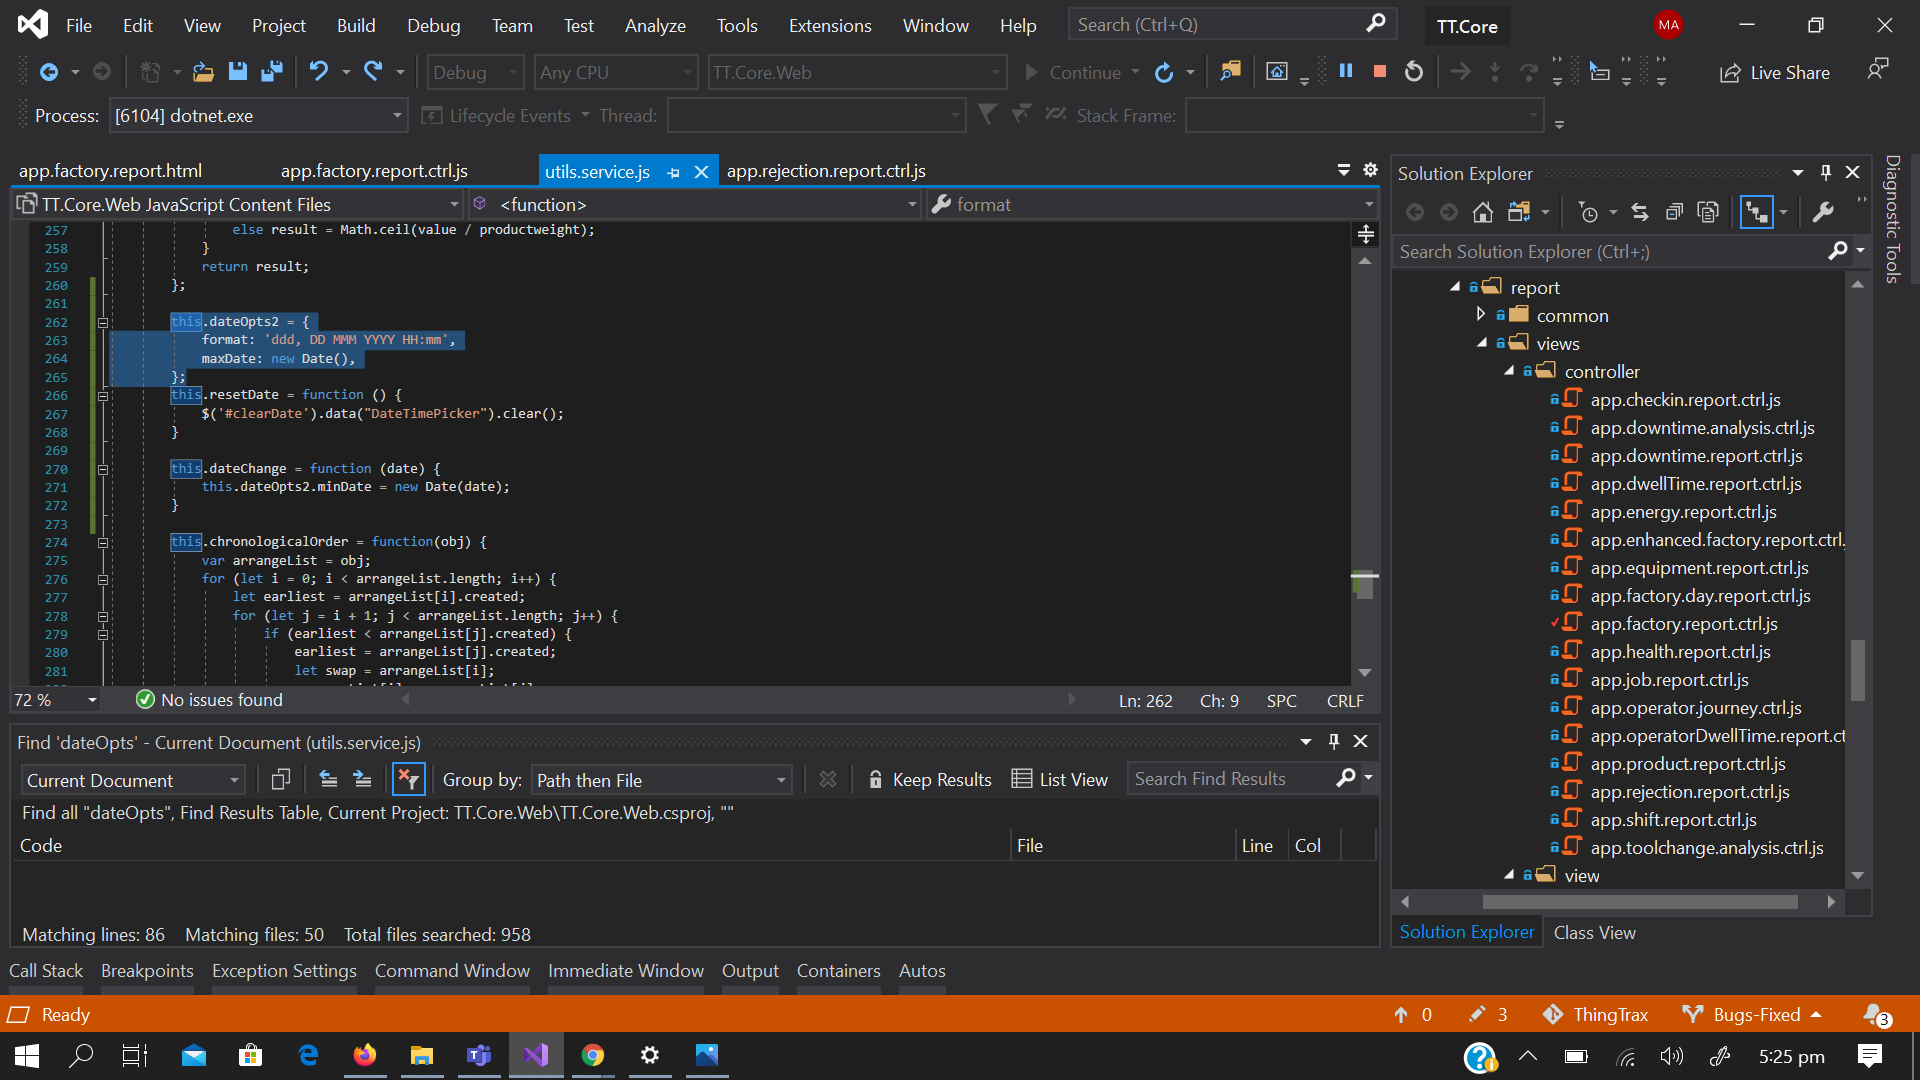 File Edit View Project Build Debug Team Test Analyze Tools Extensions Window Help Search (Ctrl+Q) TT.Core MA
Debug Any CPU TT.Core.Web Continue Live Share
Process: [6104] dotnet.exe Lifecycle Events Thread: Stack Frame:
app.factory.report.html app.factory.report.ctrl.js utils.service.js app.rejection.report.ctrl.js
TT.Core.Web JavaScript Content Files <function> format
257 else result = Math.ceil(value / productweight);
258 }
259 return result;
260 };
261
262 this.dateOpts2 = {
263 format: 'ddd, DD MMM YYYY HH:mm',
264 maxDate: new Date(),
265 };
266 this.resetDate = function () {
267 $('#clearDate').data("DateTimePicker").clear();
268 }
269
270 this.dateChange = function (date) {
271 this.dateOpts2.minDate = new Date(date);
272 }
273
274 this.chronologicalOrder = function(obj) {
275 var arrangeList = obj;
276 for (let i = 0; i < arrangeList.length; i++) {
277 let earliest = arrangeList[i].created;
278 for (let j = i + 1; j < arrangeList.length; j++) {
279 if (earliest < arrangeList[j].created) {
280 earliest = arrangeList[j].created;
281 let swap = arrangeList[i];
72 % No issues found Ln: 262 Ch: 9 SPC CRLF
Find 'dateOpts' - Current Document (utils.service.js)
Current Document Group by: Path then File Keep Results List View Search Find Results
Find all "dateOpts", Find Results Table, Current Project: TT.Core.Web\TT.Core.Web.csproj, ""
Code File Line Col
Matching lines: 86 Matching files: 50 Total files searched: 958
Call Stack Breakpoints Exception Settings Command Window Immediate Window Output Containers Autos
Solution Explorer
Search Solution Explorer (Ctrl+;)
report
common
views
controller
app.checkin.report.ctrl.js
app.downtime.analysis.ctrl.js
app.downtime.report.ctrl.js
app.dwellTime.report.ctrl.js
app.energy.report.ctrl.js
app.enhanced.factory.report.ctrl.
app.equipment.report.ctrl.js
app.factory.day.report.ctrl.js
app.factory.report.ctrl.js
app.health.report.ctrl.js
app.job.report.ctrl.js
app.operator.journey.ctrl.js
app.operatorDwellTime.report.ct
app.product.report.ctrl.js
app.rejection.report.ctrl.js
app.shift.report.ctrl.js
app.toolchange.analysis.ctrl.js
view
Solution Explorer Class View
Diagnostic Tools
Ready 0 3 ThingTrax Bugs-Fixed 3
5:25 pm